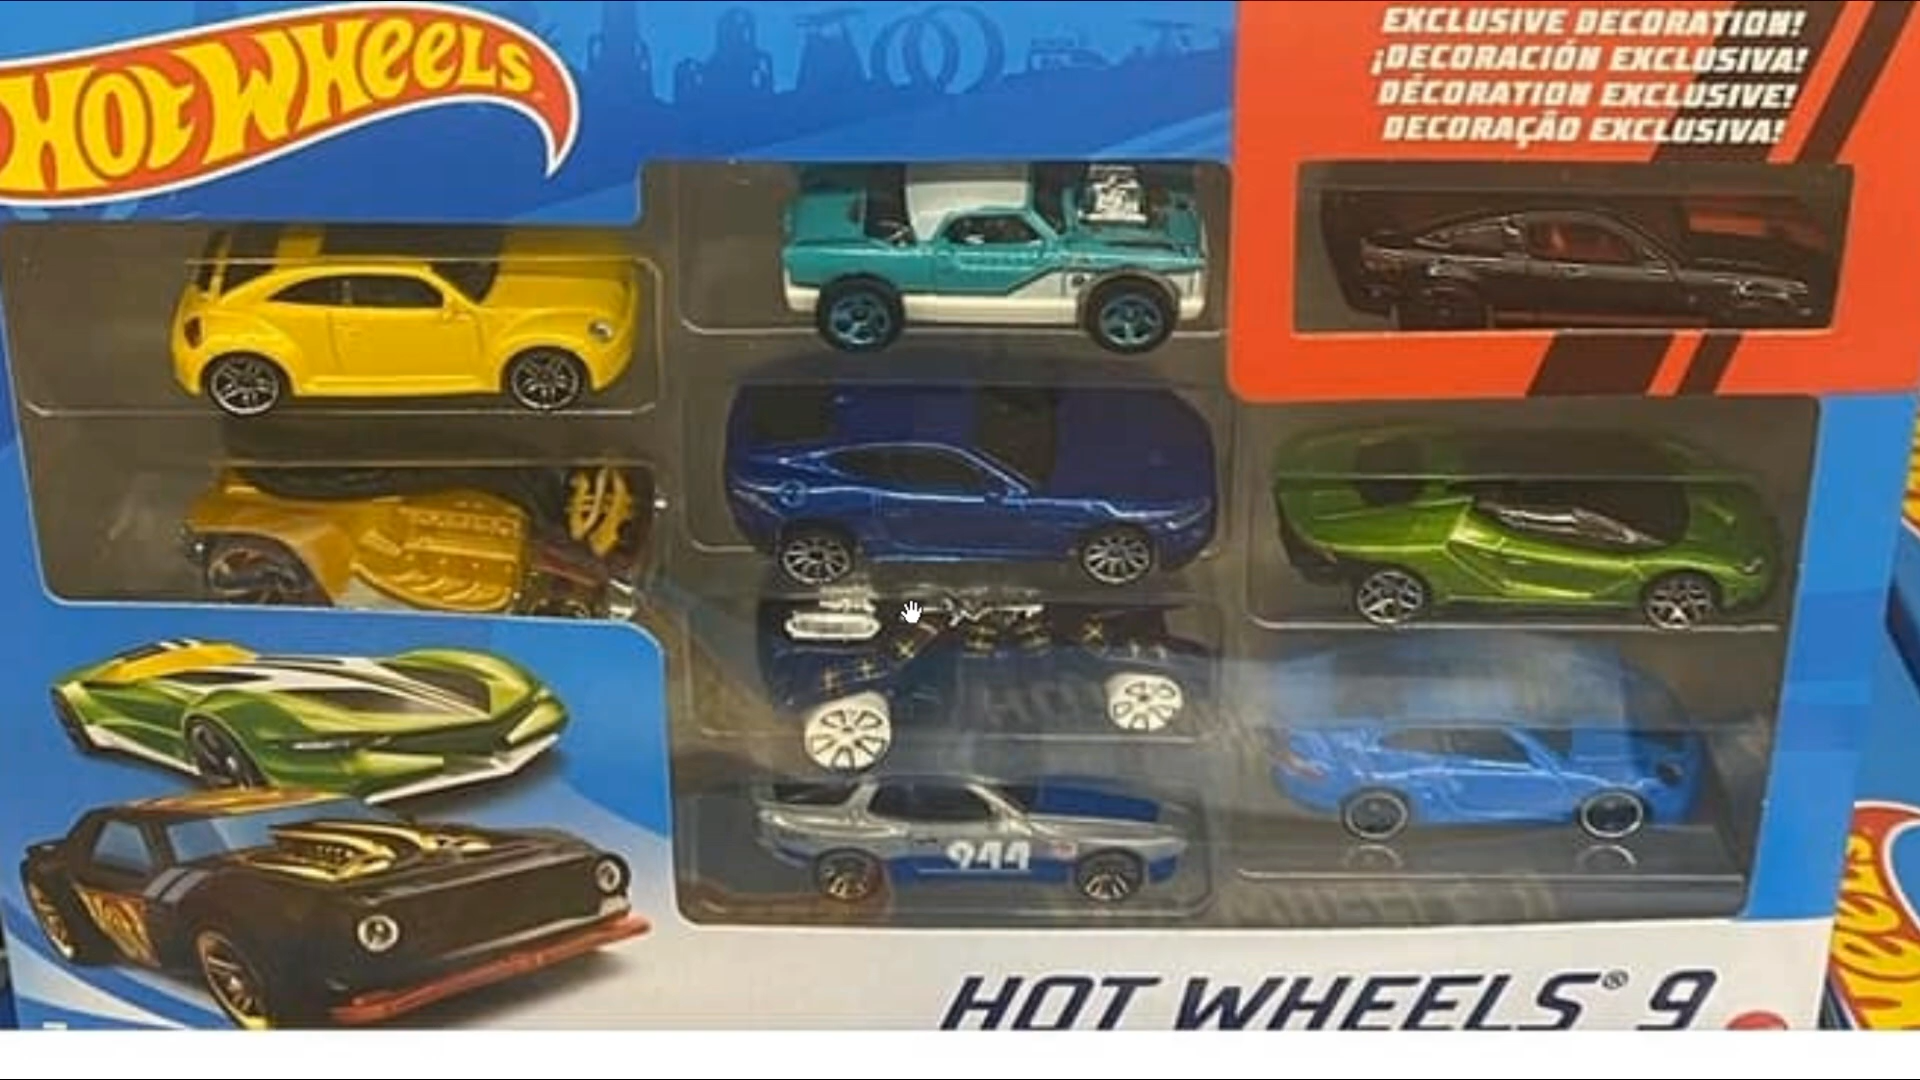 HOT WHEELS
EXCLUSIVE DECORATION!
¡DECORACIÓN EXCLUSIVA!
DÉCORATION EXCLUSIVE!
DECORAÇÃO EXCLUSIVA!
944
HOT WHEELS® 9